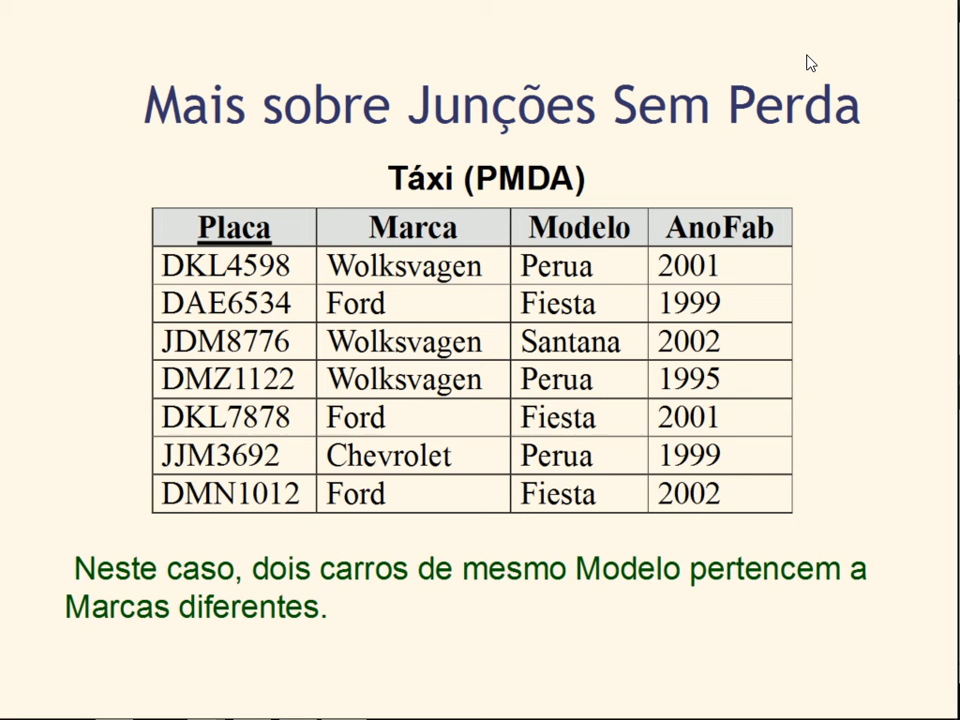 Mais sobre Junções Sem Perda
Táxi (PMDA)
Placa Marca Modelo AnoFab
DKL4598 Wolksvagen Perua 2001
DAE6534 Ford Fiesta 1999
JDM8776 Wolksvagen Santana 2002
DMZ1122 Wolksvagen Perua 1995
DKL7878 Ford Fiesta 2001
JJM3692 Chevrolet Perua 1999
DMN1012 Ford Fiesta 2002
Neste caso, dois carros de mesmo Modelo pertencem a
Marcas diferentes.